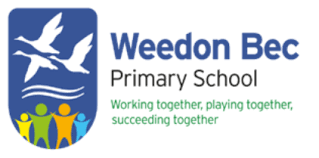 Weedon Bec
Primary School
Working together, playing together,
succeeding together